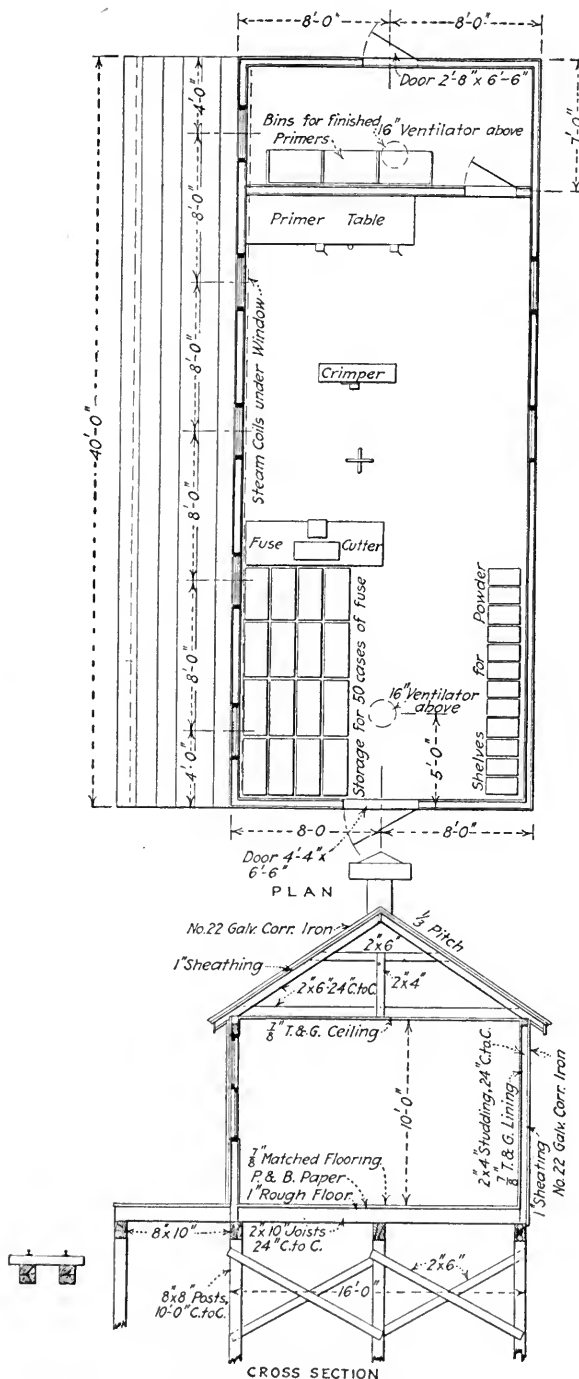 8'-0" 8'-0"
Door 2'-8" x 6'-6"
4'-0"
Bins for finished
Primers
16" Ventilator above
7'-0"
Primer Table
8'-0"
Steam Coils under Window
Crimper
40'-0"
8'-0"
8'-0"
Fuse Cutter
8'-0"
Storage for 50 cases of fuse
Shelves for Powder
16" Ventilator
above
4'-0"
5'-0"
8-0 8'-0"
Door 4'-4" x
6'-6"
PLAN
No.22 Galv. Corr. Iron
1/3 Pitch
1" Sheathing
2"x6"
2"x4"
2"x6"-24"C.toC.
7/8" T. & G. Ceiling
10'-0"
2"x4" Studding, 24"C.toC.
7/8" T. & G. Lining
1" Sheating
No.22 Galv. Corr. Iron
7/8" Matched Flooring
P. & B. Paper
1" Rough Floor
8"x10"
2"x10" Joists
24"C. to C.
2"x6"
8"x8" Posts,
10'-0" C.toC.
16'-0"
CROSS SECTION